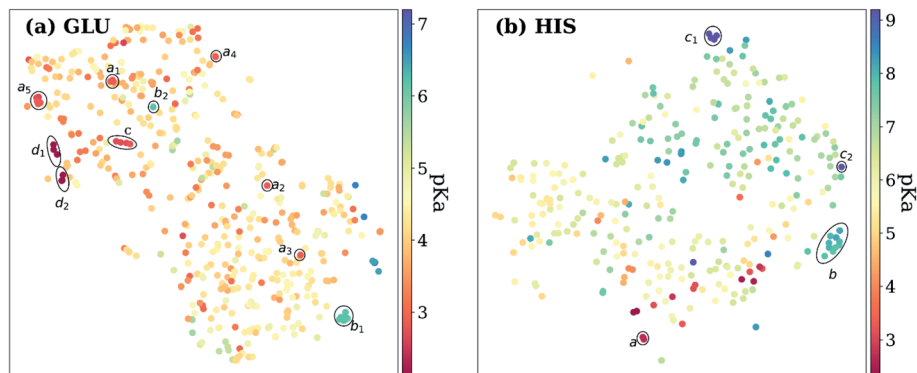 (a) GLU
a₁
a₄
b₂
a₅
c
d₁
d₂
a₂
a₃
b₁
7
6
5
4
3
pKa
(b) HIS
c₁
c₂
b
a
9
8
7
6
5
4
3
pKa